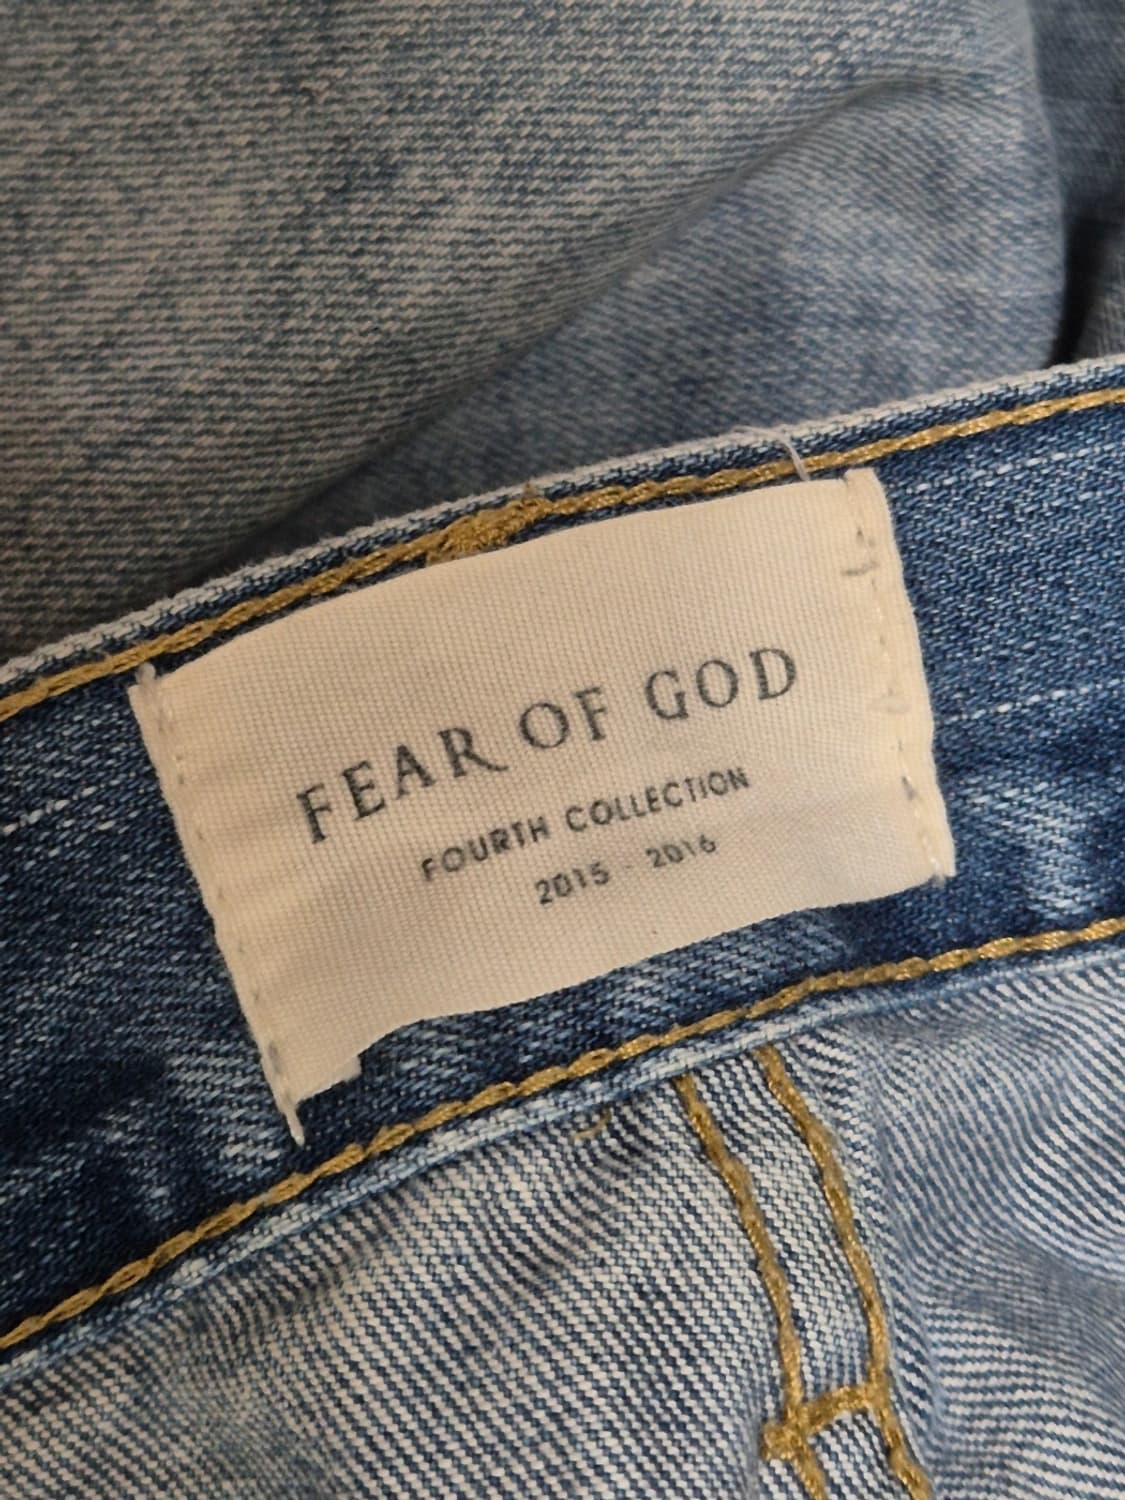 FEAR OF GOD
FOURTH COLLECTION
2015 - 2016